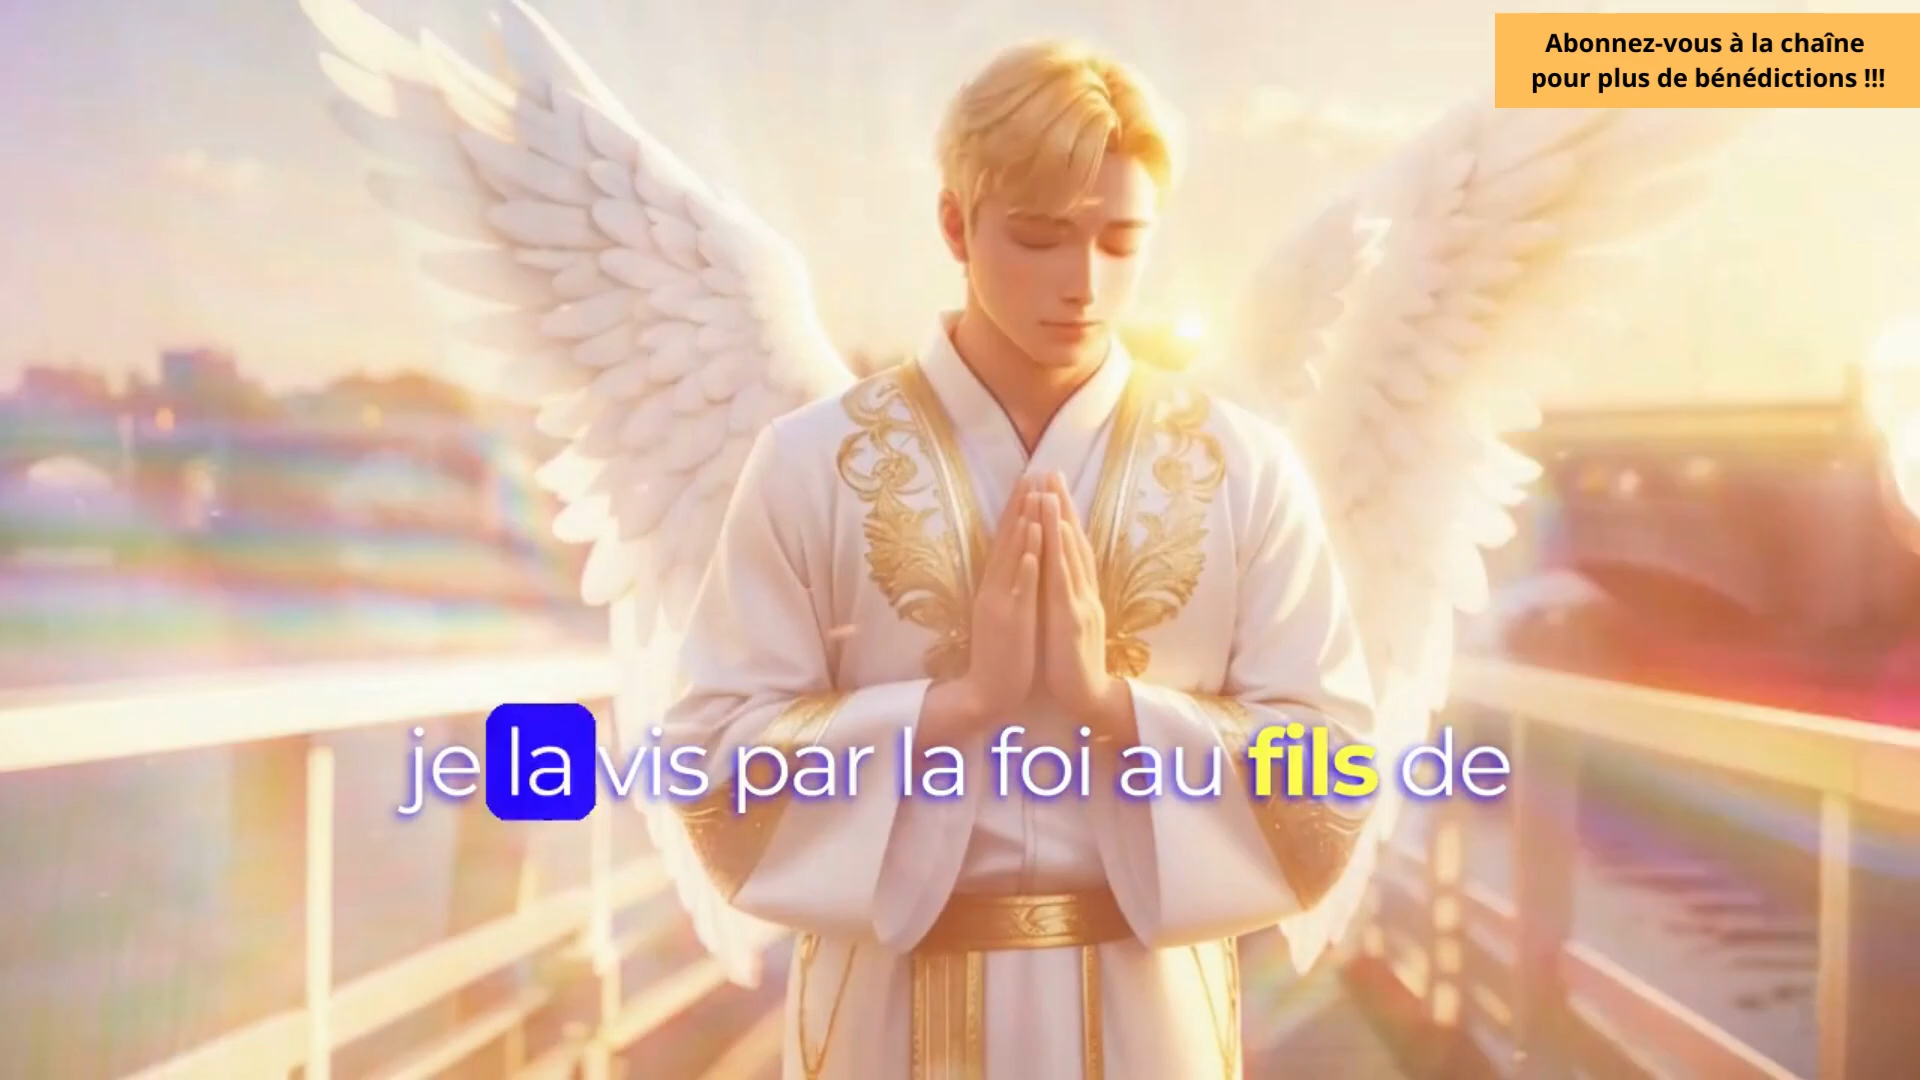 Abonnez-vous à la chaîne
pour plus de bénédictions !!!
je la vis par la foi au fils de